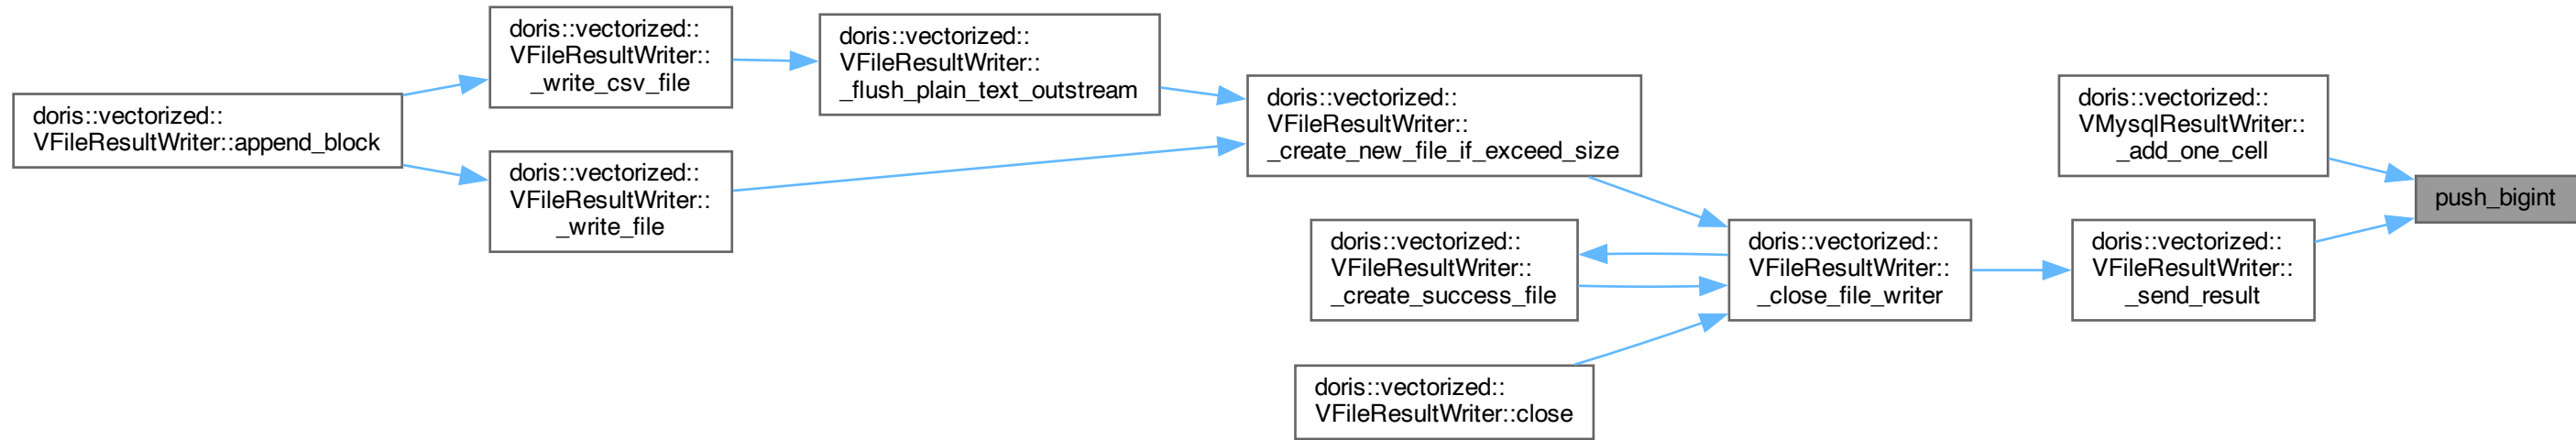 doris::vectorized::
VFileResultWriter::append_block
doris::vectorized::
VFileResultWriter::
_write_csv_file
doris::vectorized::
VFileResultWriter::
_write_file
doris::vectorized::
VFileResultWriter::
_flush_plain_text_outstream
doris::vectorized::
VFileResultWriter::
_create_new_file_if_exceed_size
doris::vectorized::
VFileResultWriter::
_create_success_file
doris::vectorized::
VFileResultWriter::close
doris::vectorized::
VFileResultWriter::
_close_file_writer
doris::vectorized::
VMysqlResultWriter::
_add_one_cell
doris::vectorized::
VFileResultWriter::
_send_result
push_bigint